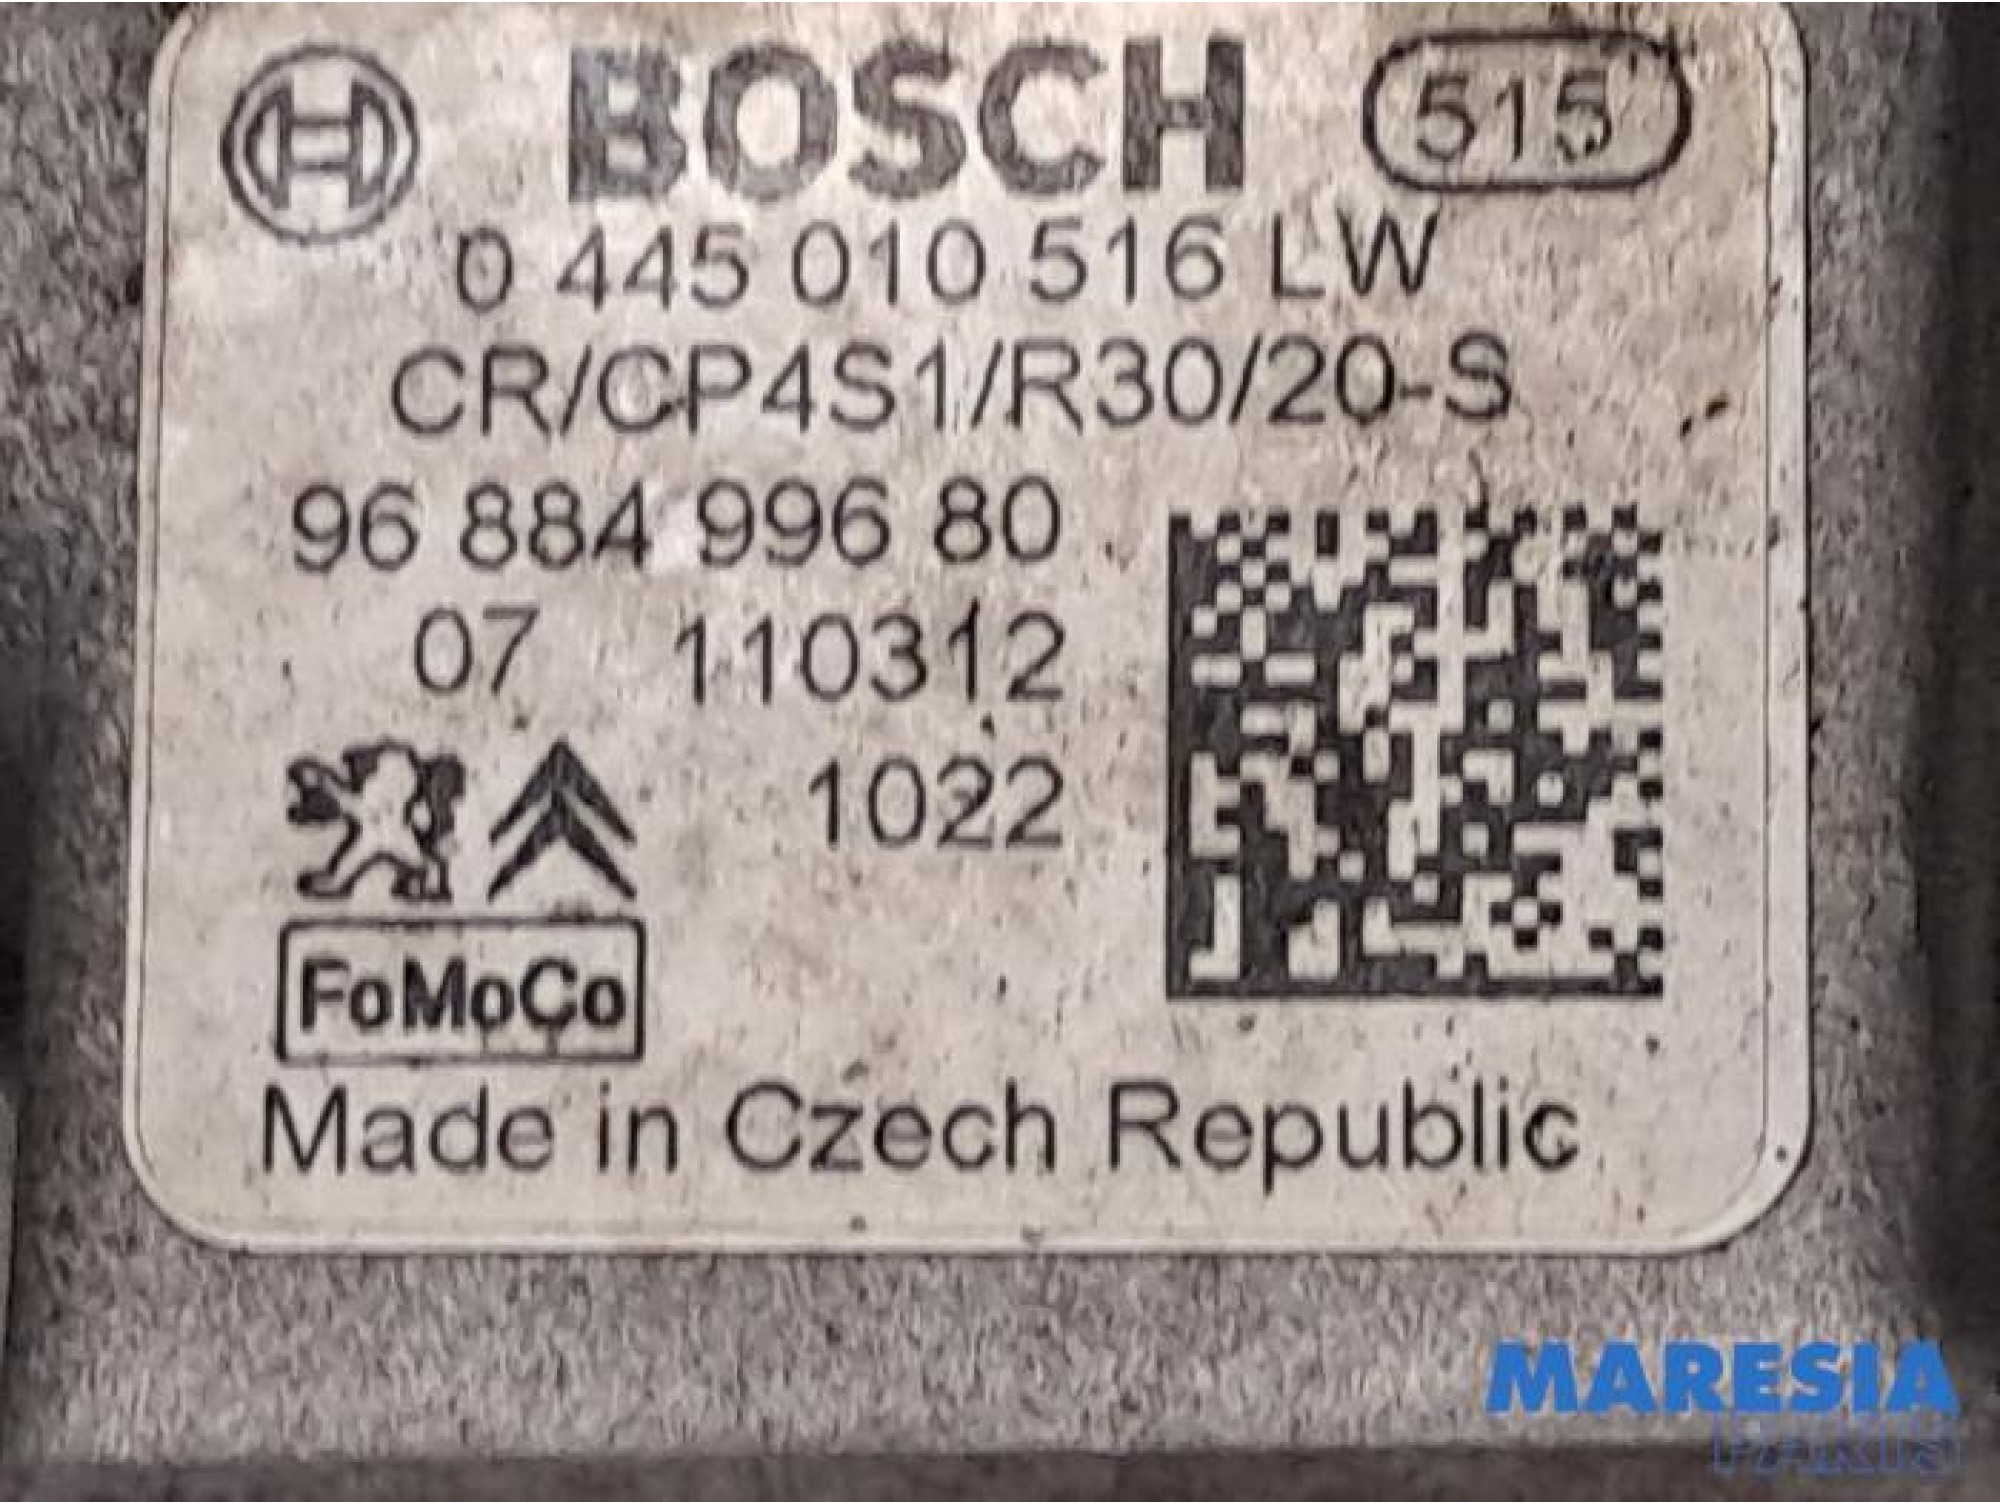 BOSCH 515
0 445 010 516 LW
CR/CP4S1/R30/20-S
96 884 996 80
07 110312
1022
FoMoCo
Made in Czech Republic
MARESIA
PARTS